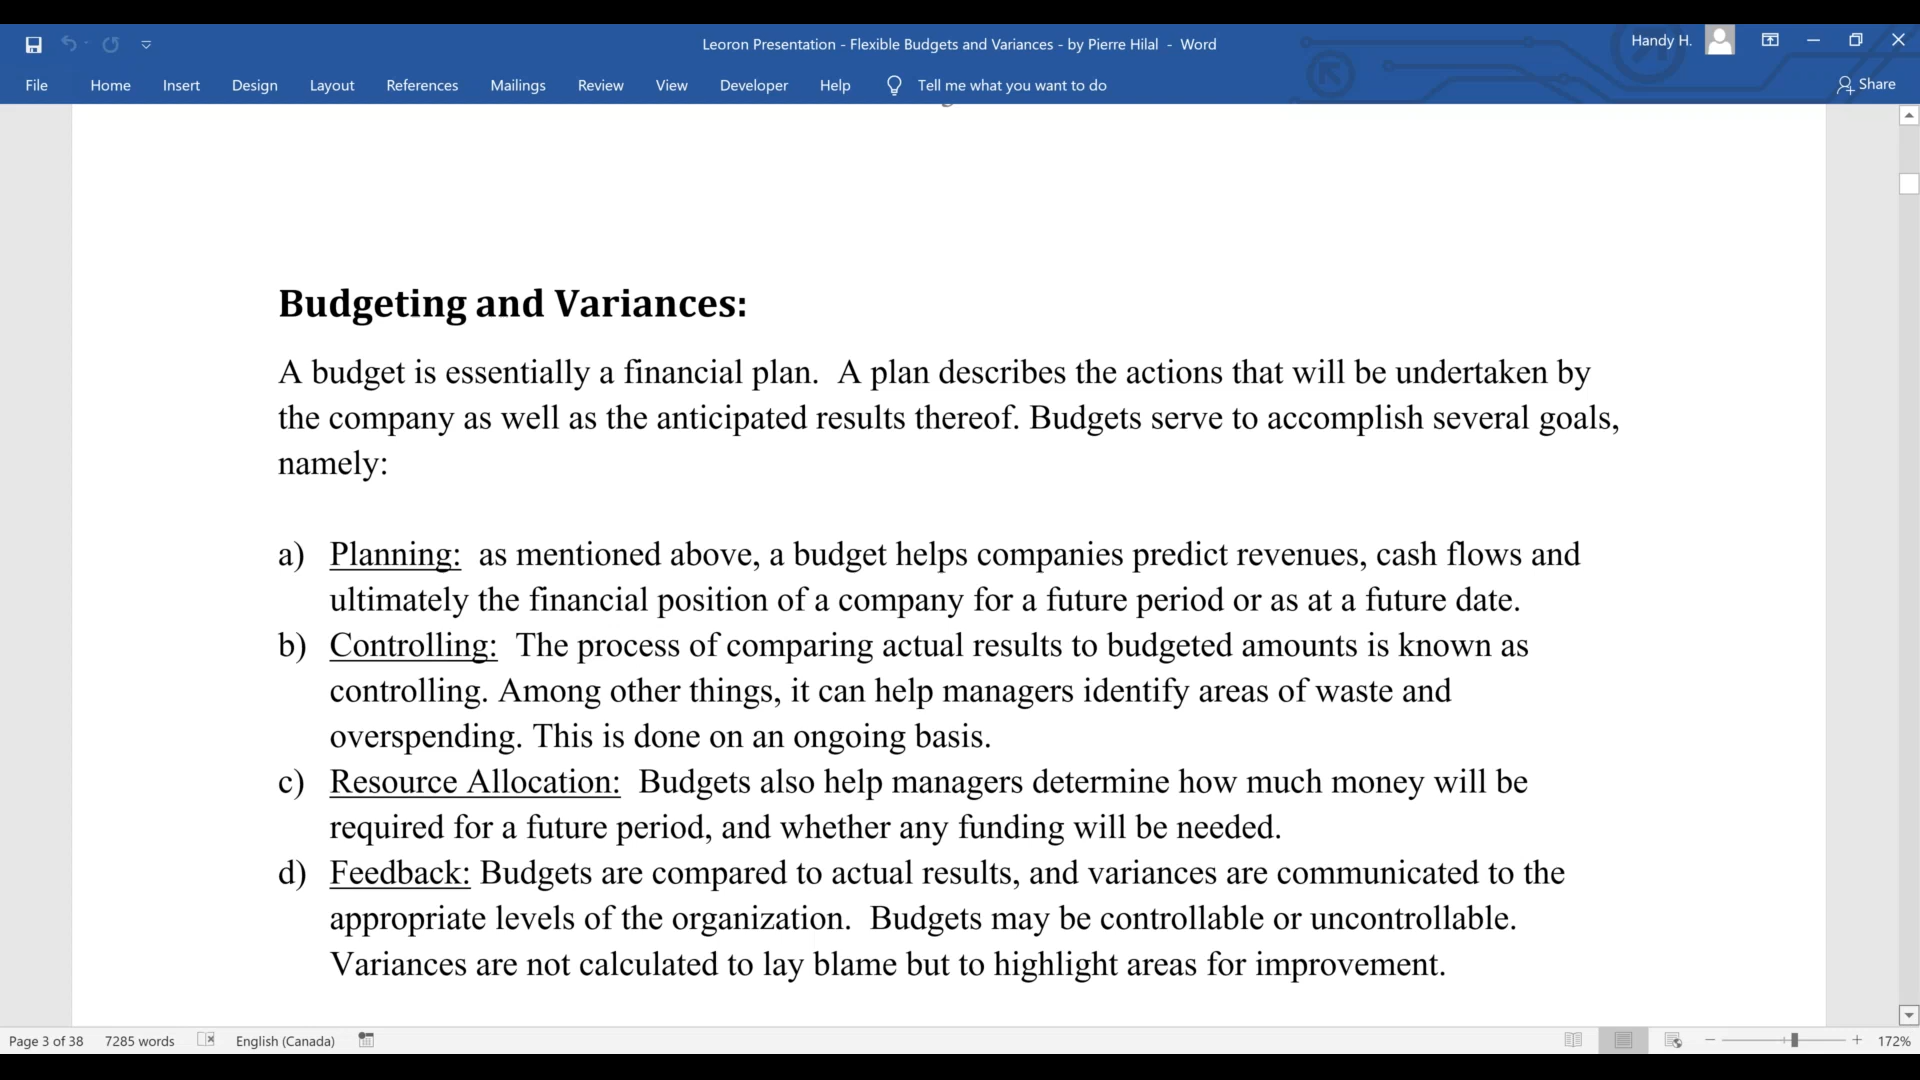 Leoron Presentation - Flexible Budgets and Variances - by Pierre Hilal - Word
Handy H.
File Home Insert Design Layout References Mailings Review View Developer Help Tell me what you want to do Share
Budgeting and Variances:
A budget is essentially a financial plan.  A plan describes the actions that will be undertaken by
the company as well as the anticipated results thereof. Budgets serve to accomplish several goals,
namely:
a) Planning:  as mentioned above, a budget helps companies predict revenues, cash flows and
ultimately the financial position of a company for a future period or as at a future date.
b) Controlling:  The process of comparing actual results to budgeted amounts is known as
controlling. Among other things, it can help managers identify areas of waste and
overspending. This is done on an ongoing basis.
c) Resource Allocation:  Budgets also help managers determine how much money will be
required for a future period, and whether any funding will be needed.
d) Feedback: Budgets are compared to actual results, and variances are communicated to the
appropriate levels of the organization.  Budgets may be controllable or uncontrollable.
Variances are not calculated to lay blame but to highlight areas for improvement.
Page 3 of 38 7285 words English (Canada) 172%